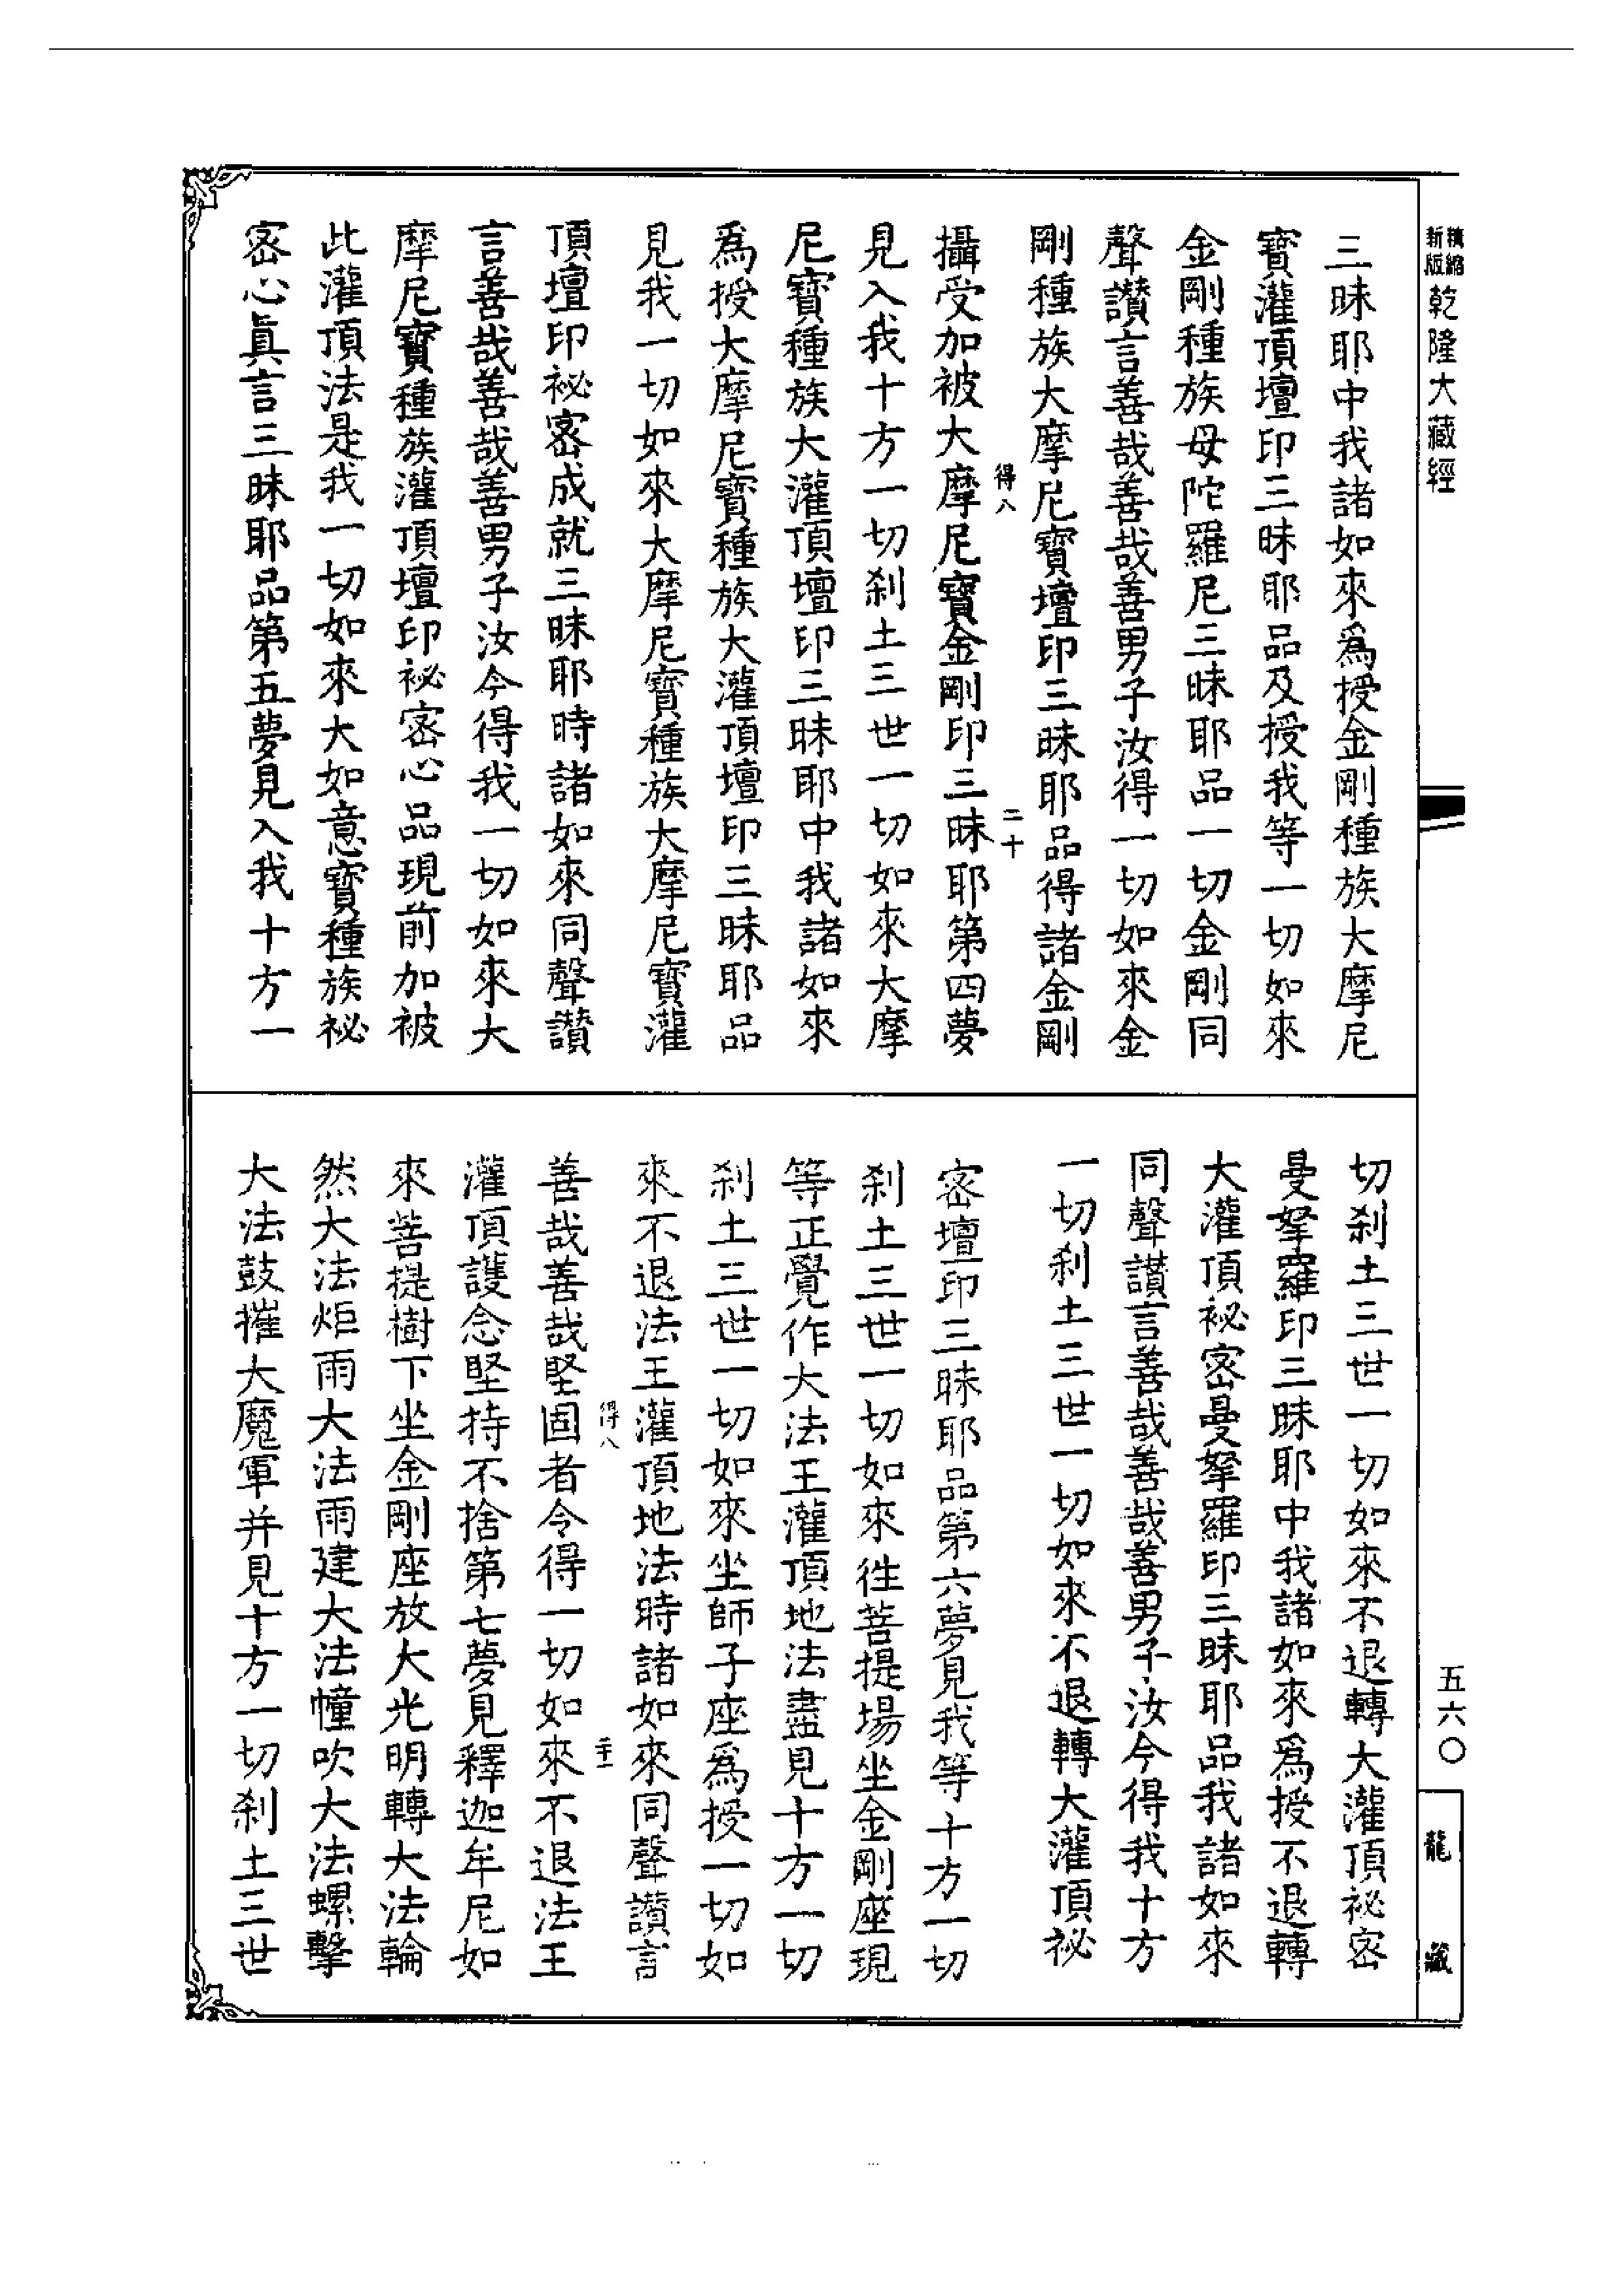 精縮
新版
乾隆大藏經
三昧耶中我諸如來爲授金剛種族大摩尼
寶灌頂壇印三昧耶品及授我等一切如來
金剛種族母陀羅尼三昧耶品一切金剛同
聲讚言善哉善哉善男子汝得一切如來金
剛種族大摩尼寶壇印三昧耶品得諸金剛
得八
二十
攝受加被大摩尼寶金剛印三昧耶第四夢
見入我十方一切刹土三世一切如來大摩
尼寶種族大灌頂壇印三昧耶中我諸如來
爲授大摩尼寶種族大灌頂壇印三昧耶品
見我一切如來大摩尼寶種族大摩尼寶灌
頂壇印祕密成就三昧耶時諸如來同聲讚
言善哉善哉善男子汝今得我一切如來大
摩尼寶種族灌頂壇印祕密心品現前加被
此灌頂法是我一切如來大如意寶種族祕
密心眞言三昧耶品第五夢見入我十方一
切刹土三世一切如來不退轉大灌頂祕密
曼拏羅印三昧耶中我諸如來爲授不退轉
大灌頂祕密曼拏羅印三昧耶品我諸如來
同聲讚言善哉善哉善男子汝今得我十方
一切刹土三世一切如來不退轉大灌頂祕
密壇印三昧耶品第六夢見我等十方一切
刹土三世一切如來往菩提場坐金剛座現
等正覺作大法王灌頂地法盡見十方一切
刹土三世一切如來坐師子座爲授一切如
來不退法王灌頂地法時諸如來同聲讚言
得八
二十一
善哉善哉堅固者令得一切如來不退法王
灌頂護念堅持不捨第七夢見釋迦牟尼如
來菩提樹下坐金剛座放大光明轉大法輪
然大法炬雨大法雨建大法幢吹大法螺擊
大法鼓摧大魔軍并見十方一切刹土三世
五六〇
龍藏